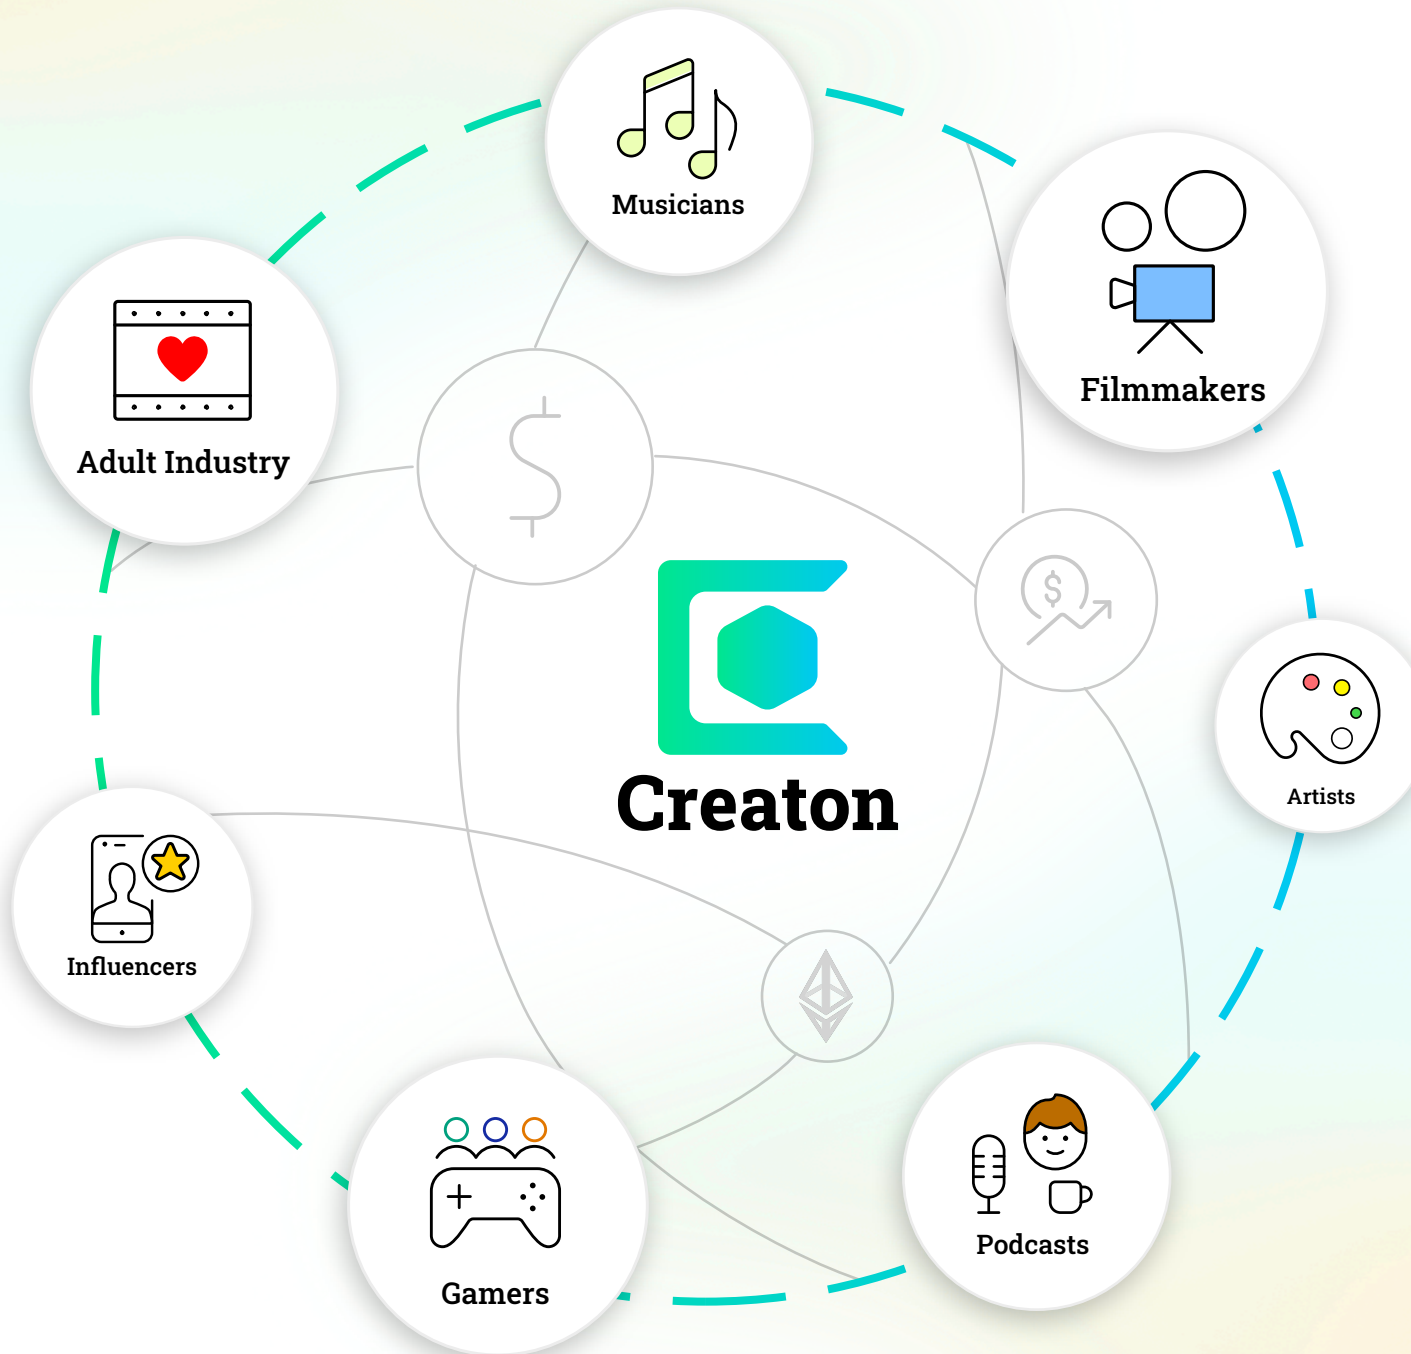 Musicians
Filmmakers
Adult Industry
Creaton
Artists
Influencers
Podcasts
Gamers